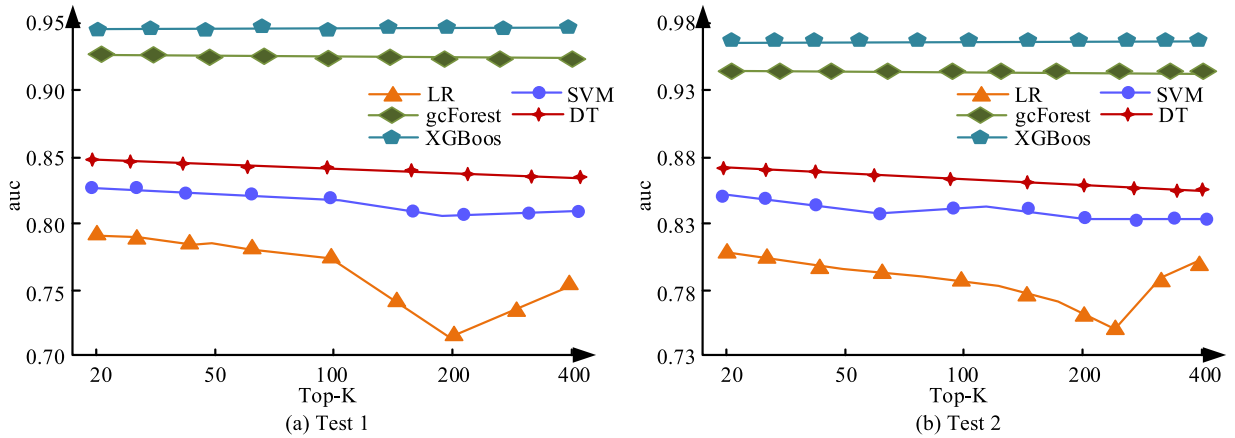 0.95
0.90
0.85
0.80
0.75
0.70
auc
LR
SVM
gcForest
DT
XGBoos
20
50
100
200
400
Top-K
(a) Test 1
0.98
0.93
0.88
0.83
0.78
0.73
auc
LR
SVM
gcForest
DT
XGBoos
20
50
100
200
400
Top-K
(b) Test 2